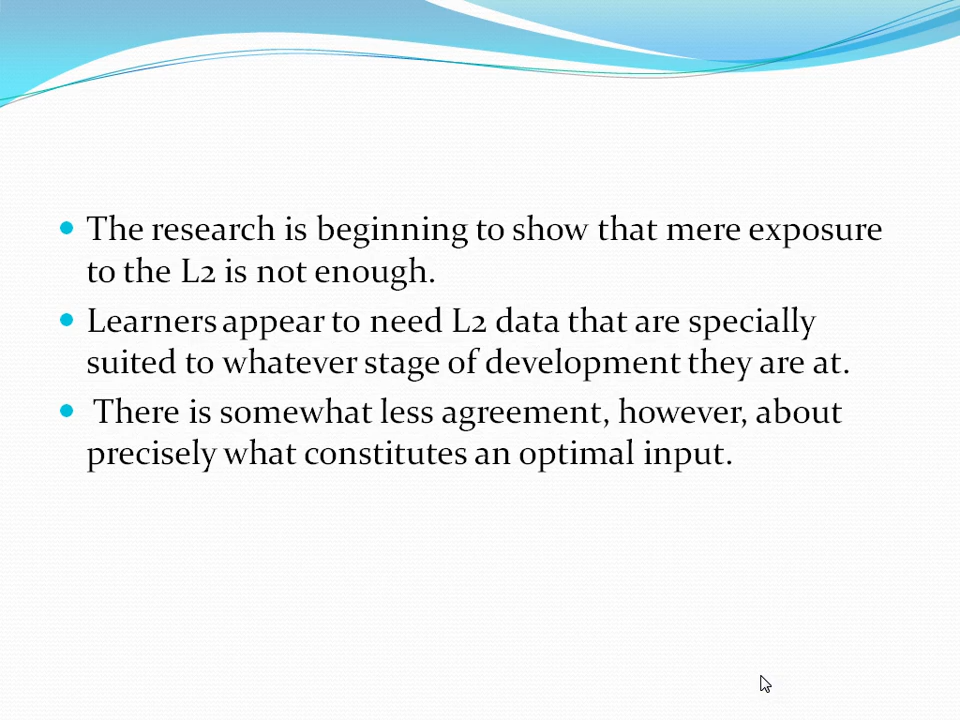 The research is beginning to show that mere exposure
to the L2 is not enough.
Learners appear to need L2 data that are specially
suited to whatever stage of development they are at.
There is somewhat less agreement, however, about
precisely what constitutes an optimal input.